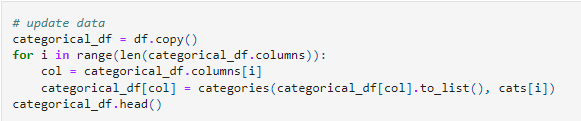 # update data
categorical_df = df.copy()
for i in range(len(categorical_df.columns)):
    col = categorical_df.columns[i]
    categorical_df[col] = categories(categorical_df[col].to_list(), cats[i])
categorical_df.head()